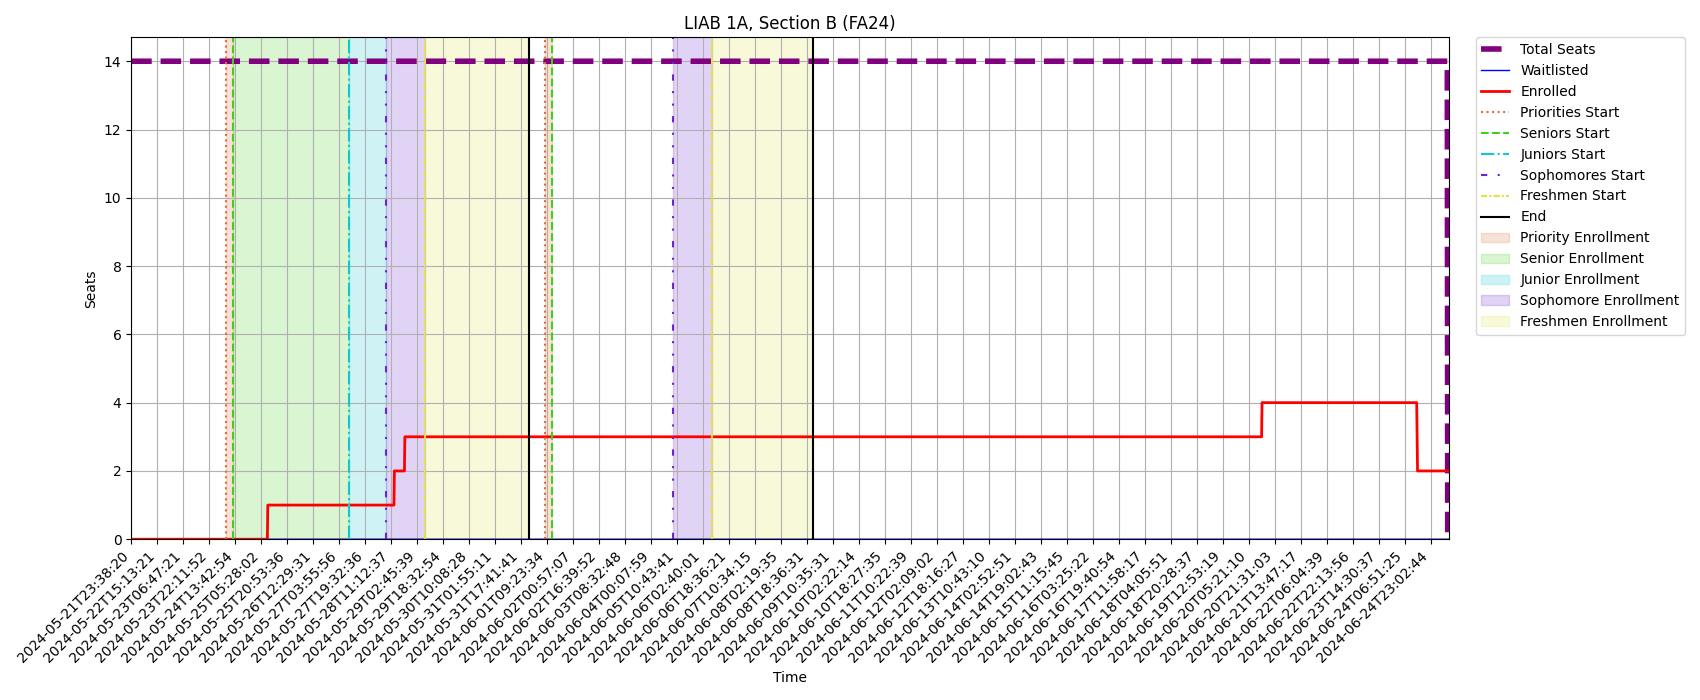 LIAB 1A, Section B (FA24)
Seats
14
12
10
8
6
4
2
0
2024-05-21T23:38:20
2024-05-22T15:13:21
2024-05-23T06:47:21
2024-05-23T22:11:52
2024-05-24T13:42:54
2024-05-25T05:28:02
2024-05-25T20:53:36
2024-05-26T12:29:31
2024-05-27T03:55:56
2024-05-27T19:32:36
2024-05-28T11:12:37
2024-05-29T02:45:39
2024-05-29T18:32:54
2024-05-30T10:08:28
2024-05-31T01:55:11
2024-05-31T17:41:41
2024-06-01T09:23:34
2024-06-02T00:57:07
2024-06-02T16:39:52
2024-06-03T08:32:48
2024-06-04T00:07:59
2024-06-05T10:43:41
2024-06-06T02:40:01
2024-06-06T18:36:21
2024-06-07T10:34:15
2024-06-08T02:19:35
2024-06-08T18:36:31
2024-06-09T10:35:31
2024-06-10T02:22:14
2024-06-10T18:27:35
2024-06-11T10:22:39
2024-06-12T02:09:02
2024-06-12T18:16:27
2024-06-13T10:43:10
2024-06-14T02:52:51
2024-06-14T19:02:43
2024-06-15T11:15:45
2024-06-16T03:25:22
2024-06-16T19:40:54
2024-06-17T11:58:17
2024-06-18T04:05:51
2024-06-18T20:28:37
2024-06-19T12:53:19
2024-06-20T05:21:10
2024-06-20T21:31:03
2024-06-21T13:47:17
2024-06-22T06:04:39
2024-06-22T22:13:56
2024-06-23T14:30:37
2024-06-24T06:51:25
2024-06-24T23:02:44
Time
Total Seats
Waitlisted
Enrolled
Priorities Start
Seniors Start
Juniors Start
Sophomores Start
Freshmen Start
End
Priority Enrollment
Senior Enrollment
Junior Enrollment
Sophomore Enrollment
Freshmen Enrollment